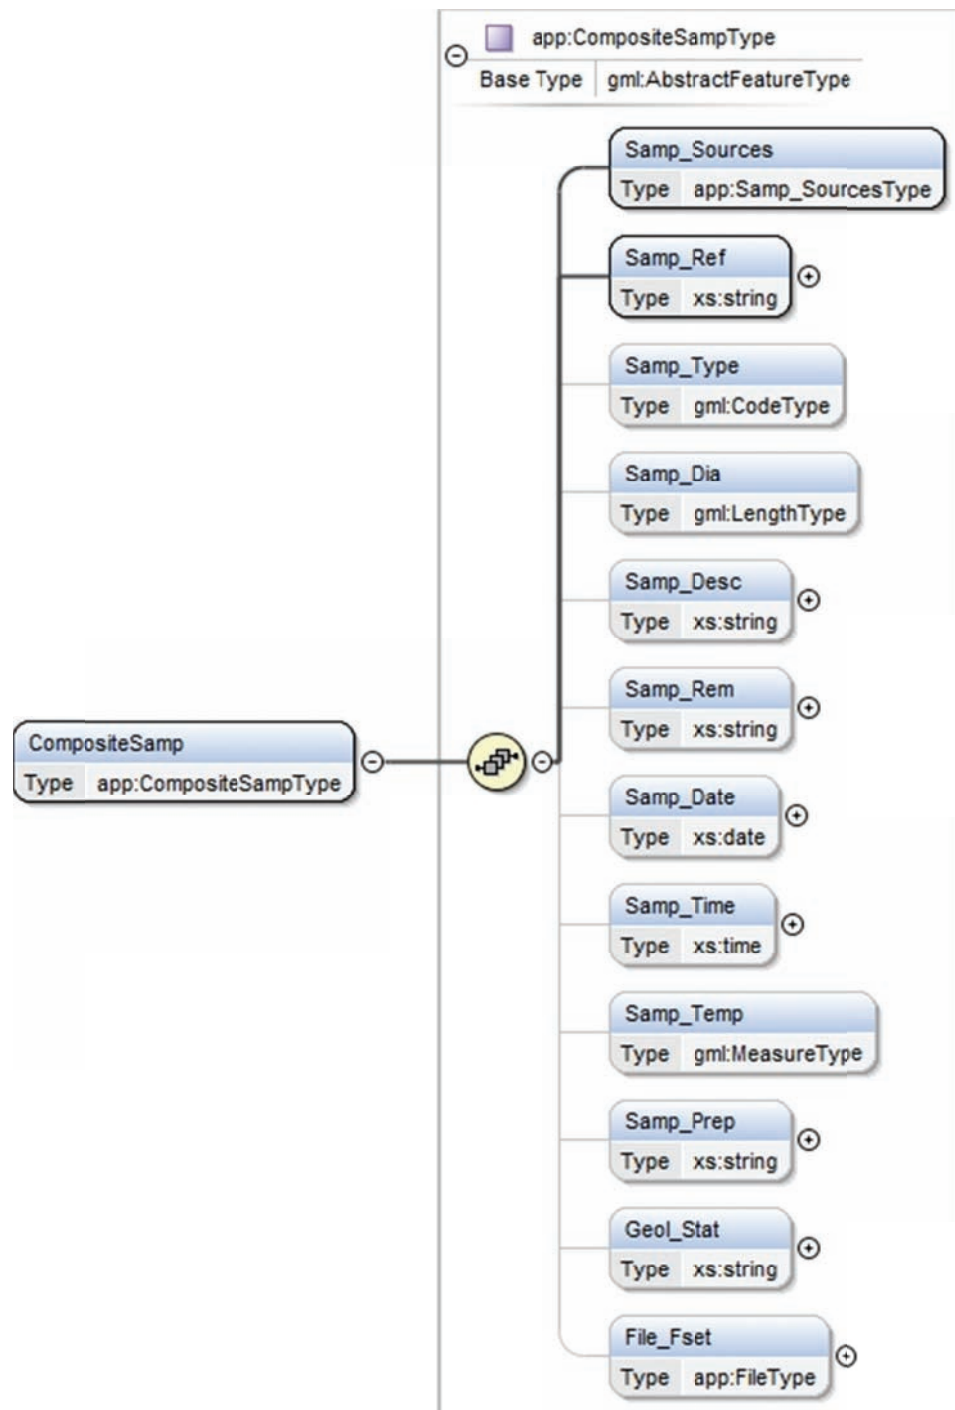 app:CompositeSampType
Base Type gml:AbstractFeatureType
Samp_Sources
Type app:Samp_SourcesType
Samp_Ref
Type xs:string
Samp_Type
Type gml:CodeType
Samp_Dia
Type gml:LengthType
Samp_Desc
Type xs:string
Samp_Rem
Type xs:string
CompositeSamp
Type app:CompositeSampType
Samp_Date
Type xs:date
Samp_Time
Type xs:time
Samp_Temp
Type gml:MeasureType
Samp_Prep
Type xs:string
Geol_Stat
Type xs:string
File_Fset
Type app:FileType